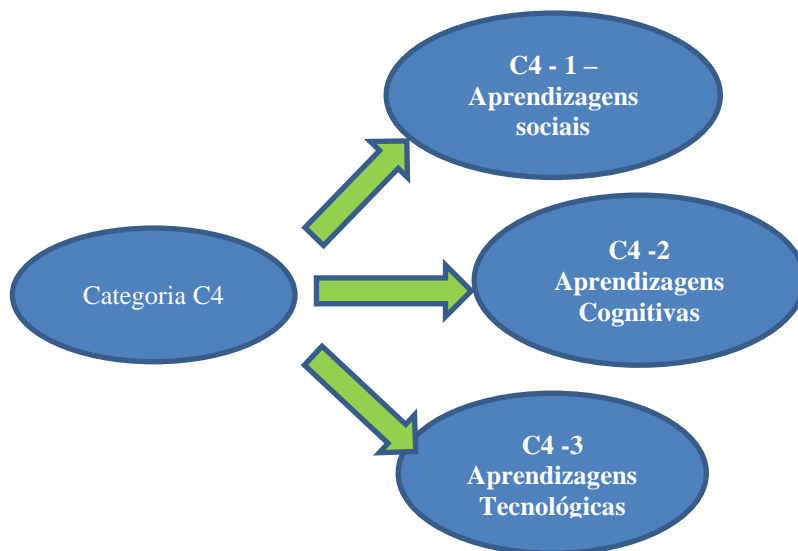 C4 - 1 –
Aprendizagens
sociais
Categoria C4
C4 -2
Aprendizagens
Cognitivas
C4 -3
Aprendizagens
Tecnológicas